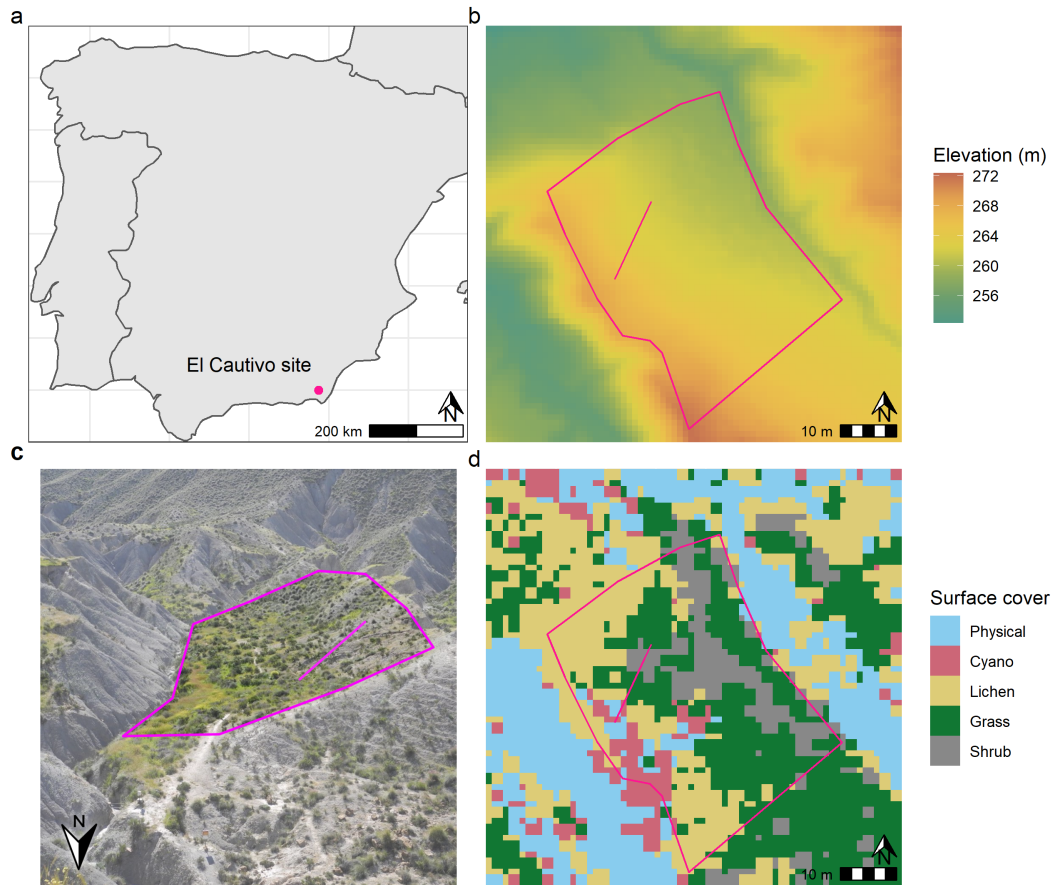 a
El Cautivo site
N
200 km
b
N
10 m
Elevation (m)
272
268
264
260
256
c
N
d
N
10 m
Surface cover
Physical
Cyano
Lichen
Grass
Shrub